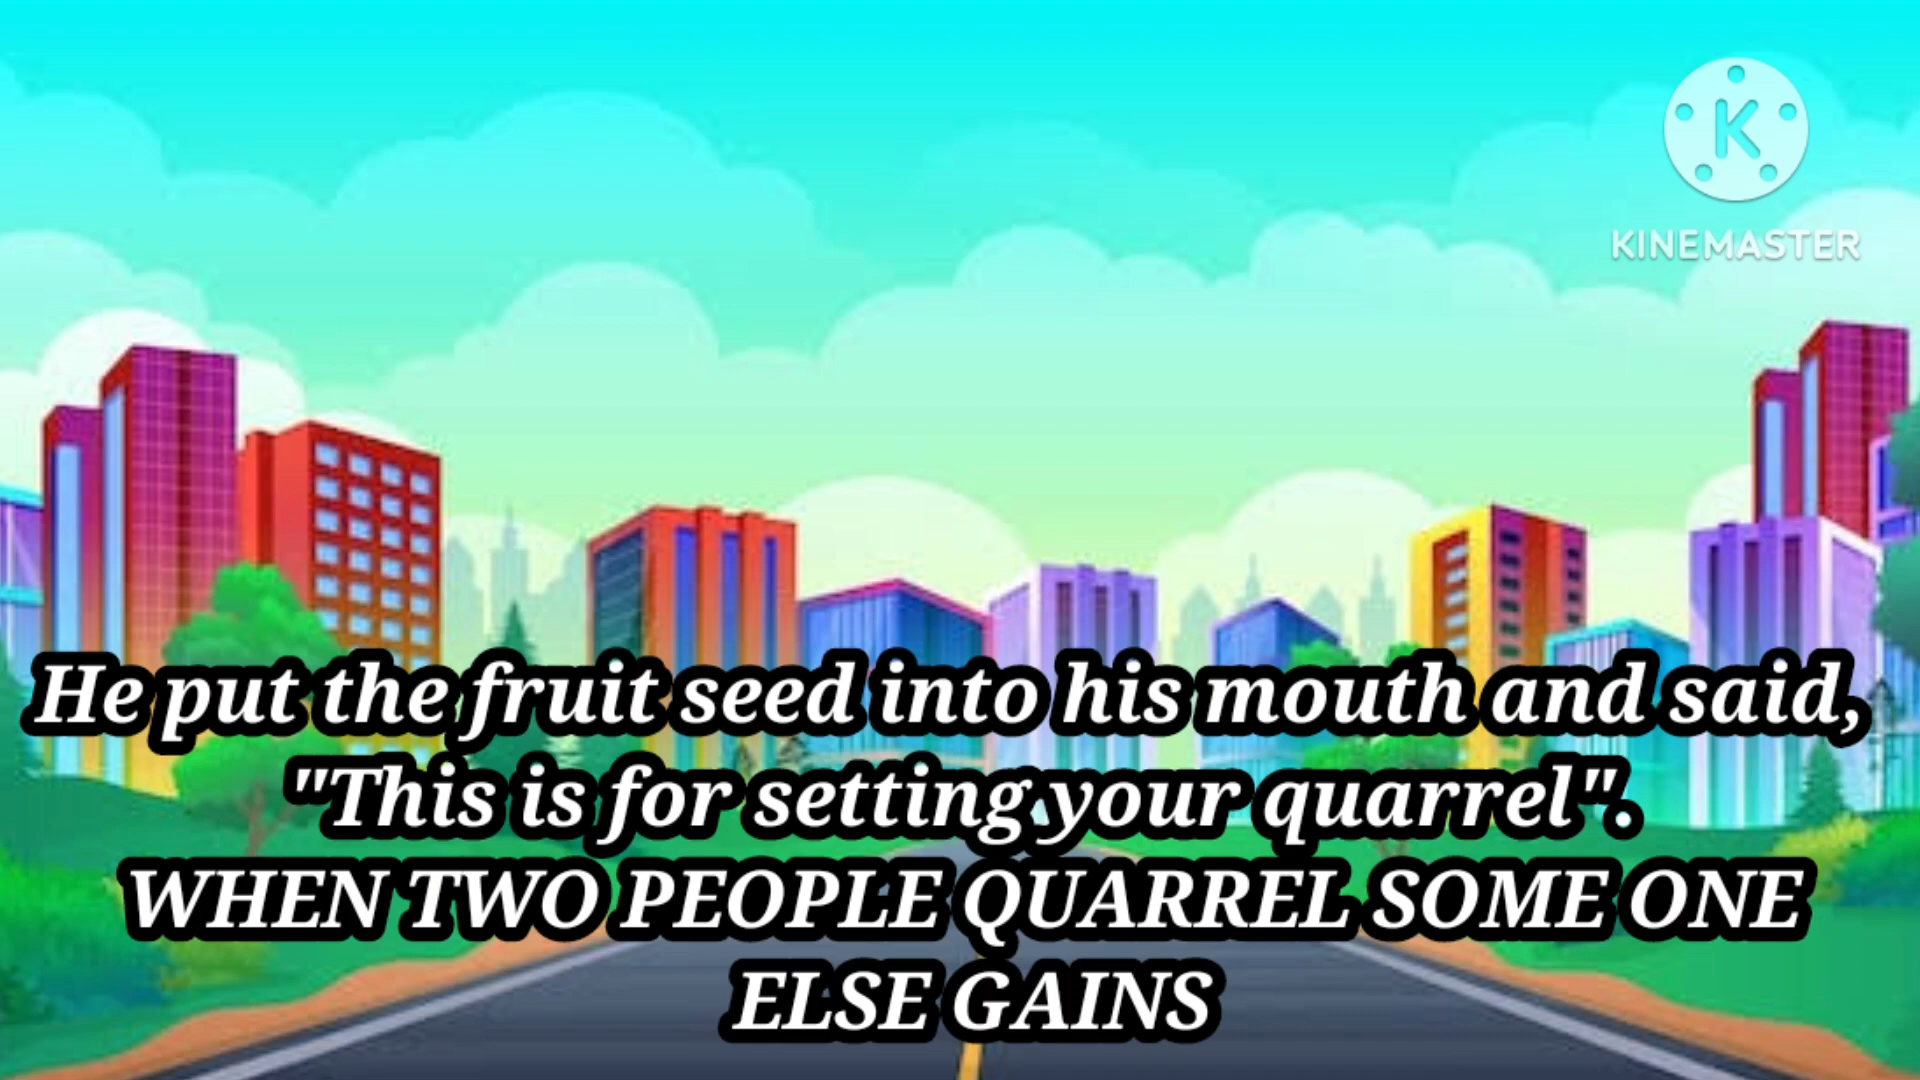 KINEMASTER
He put the fruit seed into his mouth and said,
"This is for setting your quarrel".
WHEN TWO PEOPLE QUARREL SOME ONE
ELSE GAINS